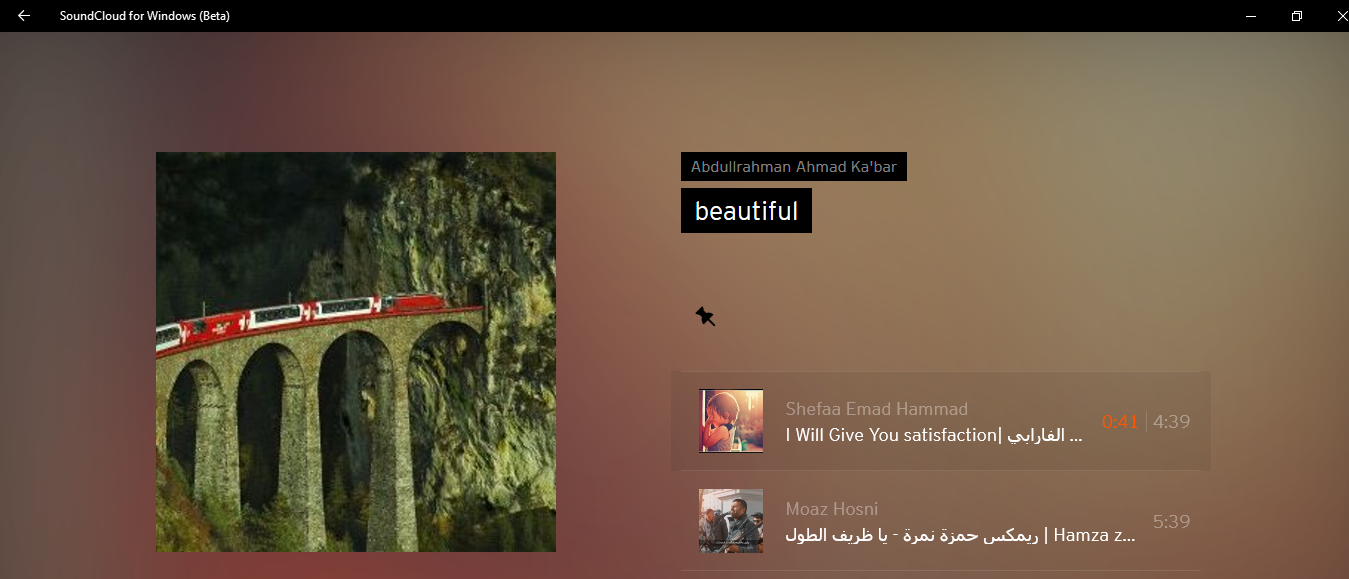 SoundCloud for Windows (Beta)
Abdullrahman Ahmad Ka'bar
beautiful
Shefaa Emad Hammad
I Will Give You satisfaction| الفارابي ...
0:41 | 4:39
Moaz Hosni
ريمكس حمزة نمرة - يا ظريف الطول | Hamza z...
5:39